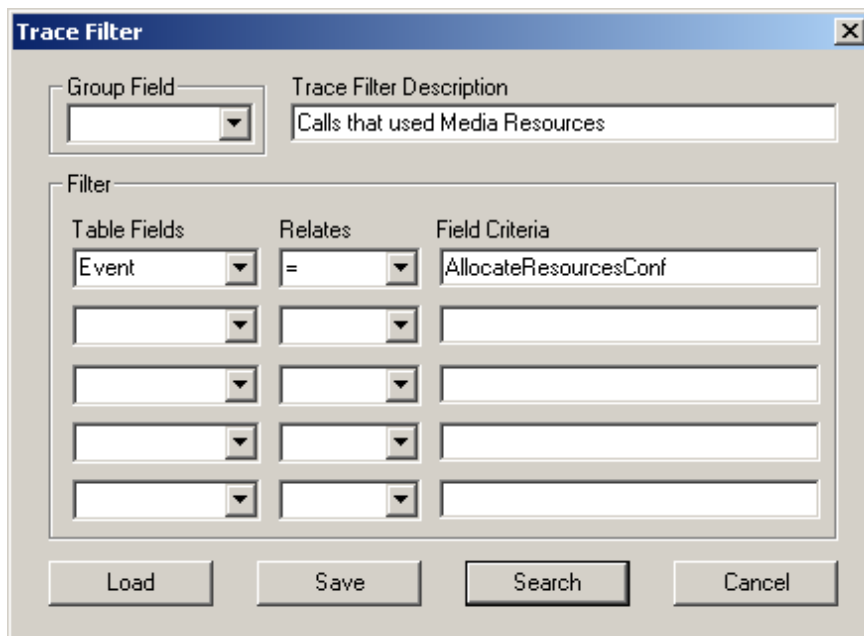 Trace Filter
Group Field
Trace Filter Description
Calls that used Media Resources
Filter
Table Fields Relates Field Criteria
Event = AllocateResourcesConf
Load Save Search Cancel